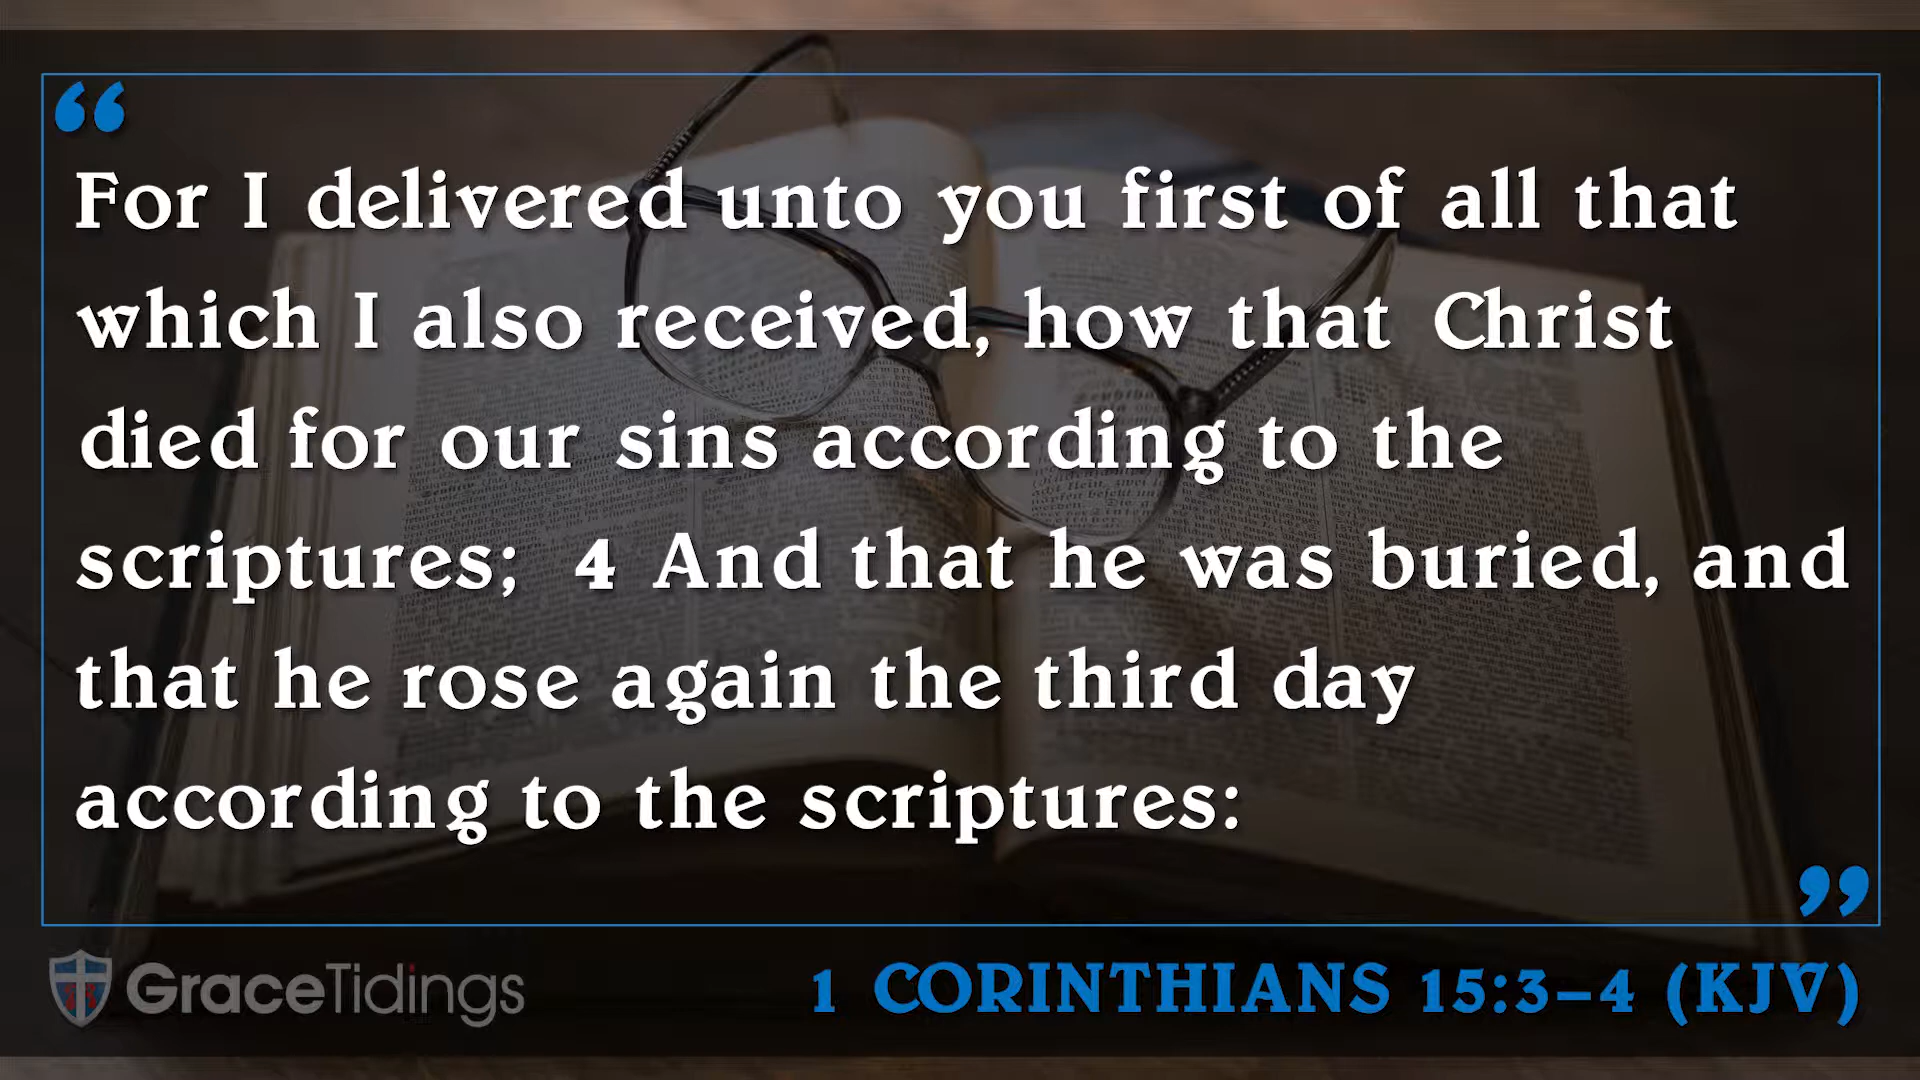 “
For I delivered unto you first of all that
which I also received, how that Christ
died for our sins according to the
scriptures; 4 And that he was buried, and
that he rose again the third day
according to the scriptures:
”
GraceTidings
1 CORINTHIANS 15:3–4 (KJV)